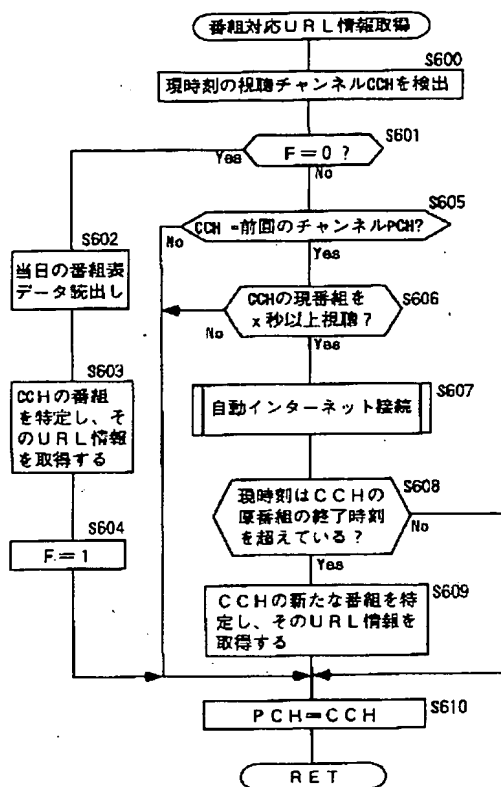 番組対応URL情報取得
S600
現時刻の視聴チャンネルCCHを検出
S601
F=0?
Yes
No
S605
CCH=前回のチャンネルPCH?
No
Yes
S602
当日の番組表
データ読出し
S606
CCHの現番組を
x秒以上視聴?
No
Yes
S603
CCHの番組
を特定し、そ
のURL情報
を取得する
S607
自動インターネット接続
S608
現時刻はCCHの
原番組の終了時刻
を超えている?
No
Yes
S604
F=1
S609
CCHの新たな番組を特
定し、そのURL情報を
取得する
S610
PCH=CCH
RET